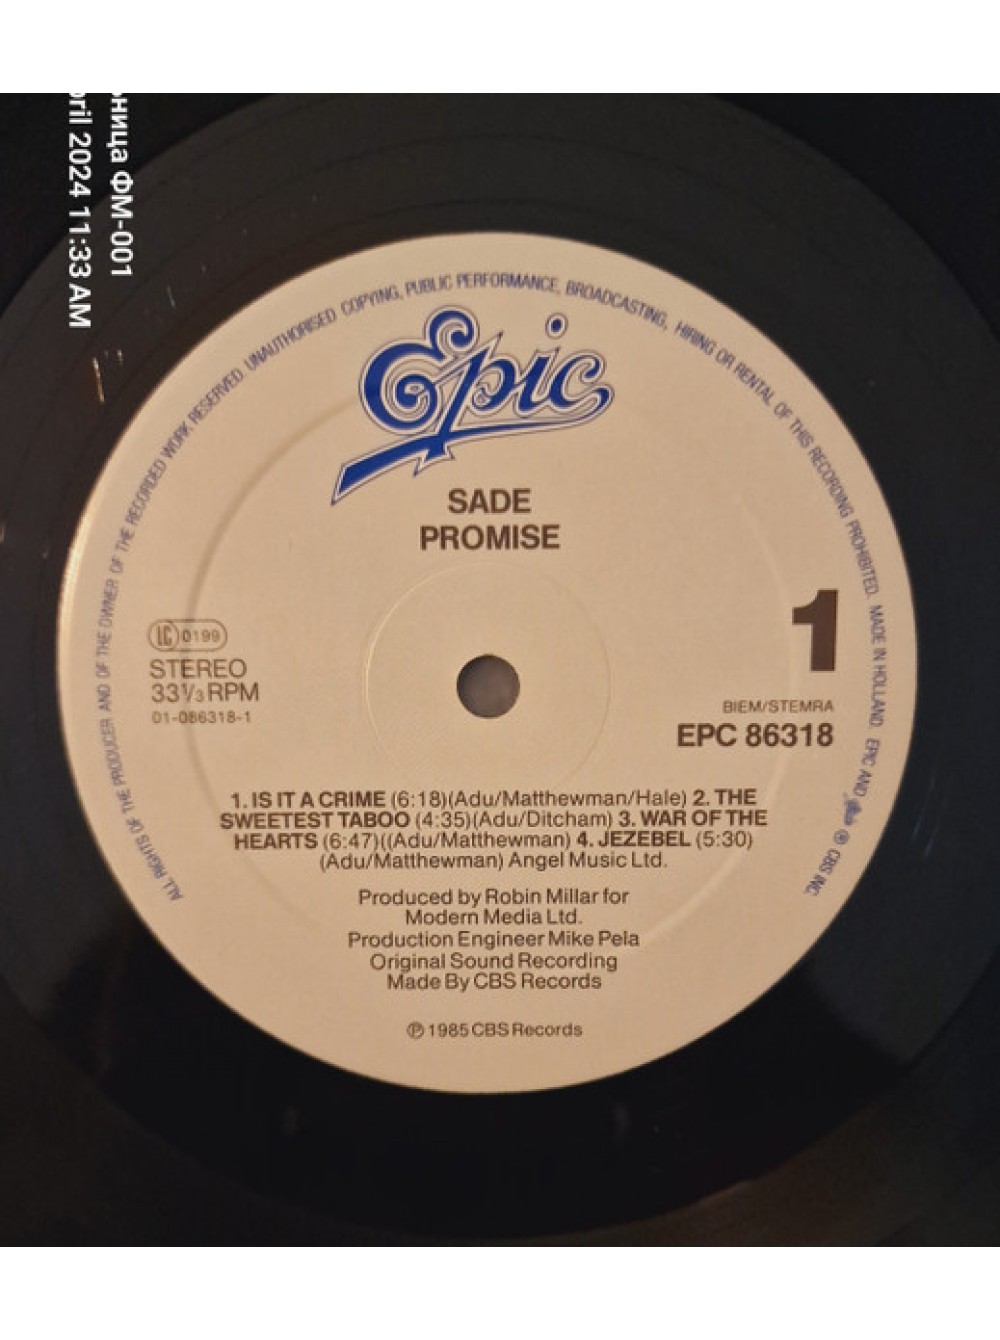 оница ФМ-001
pril 2024 11:33 AM
ALL RIGHTS OF THE PRODUCER AND OF THE OWNER OF THE RECORDED WORK RESERVED. UNAUTHORISED COPYING, PUBLIC PERFORMANCE, BROADCASTING, HIRING OR RENTAL OF THIS RECORDING PROHIBITED. MADE IN HOLLAND. EPIC AND Epic ® CBS INC.
Epic
SADE
PROMISE
1
LC 0199
STEREO
33⅓ RPM
01-086318-1
BIEM/STEMRA
EPC 86318
1. IS IT A CRIME (6:18)(Adu/Matthewman/Hale) 2. THE
SWEETEST TABOO (4:35)(Adu/Ditcham) 3. WAR OF THE
HEARTS (6:47)((Adu/Matthewman) 4. JEZEBEL (5:30)
(Adu/Matthewman) Angel Music Ltd.
Produced by Robin Millar for
Modern Media Ltd.
Production Engineer Mike Pela
Original Sound Recording
Made By CBS Records
℗ 1985 CBS Records